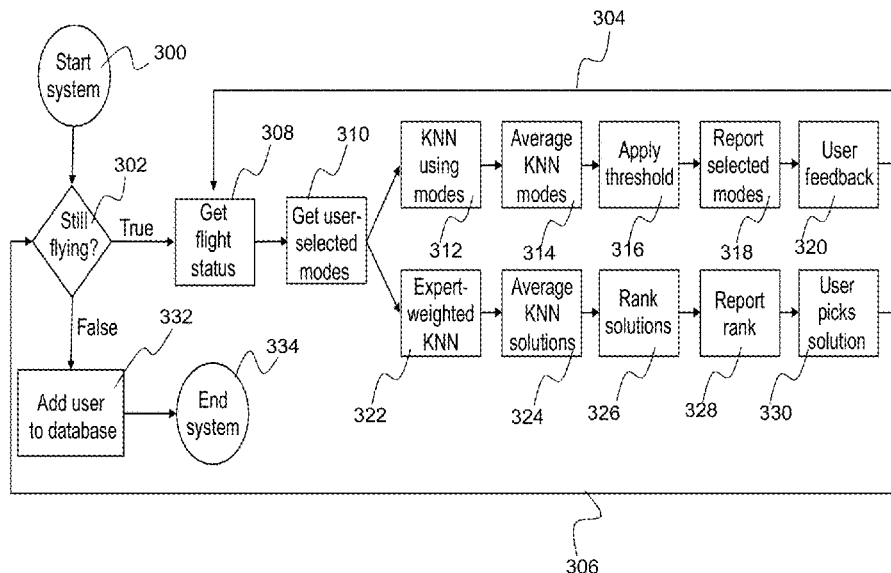 304
Start
system
300
308
310
302
KNN
using
modes
Average
KNN
modes
Apply
threshold
Report
selected
modes
User
feedback
Still
flying?
True
Get
flight
status
Get user-
selected
modes
312
314
316
318
320
Expert-
weighted
KNN
Average
KNN
solutions
Rank
solutions
Report
rank
User
picks
solution
False
332
334
Add user
to database
End
system
322
324
326
328
330
306